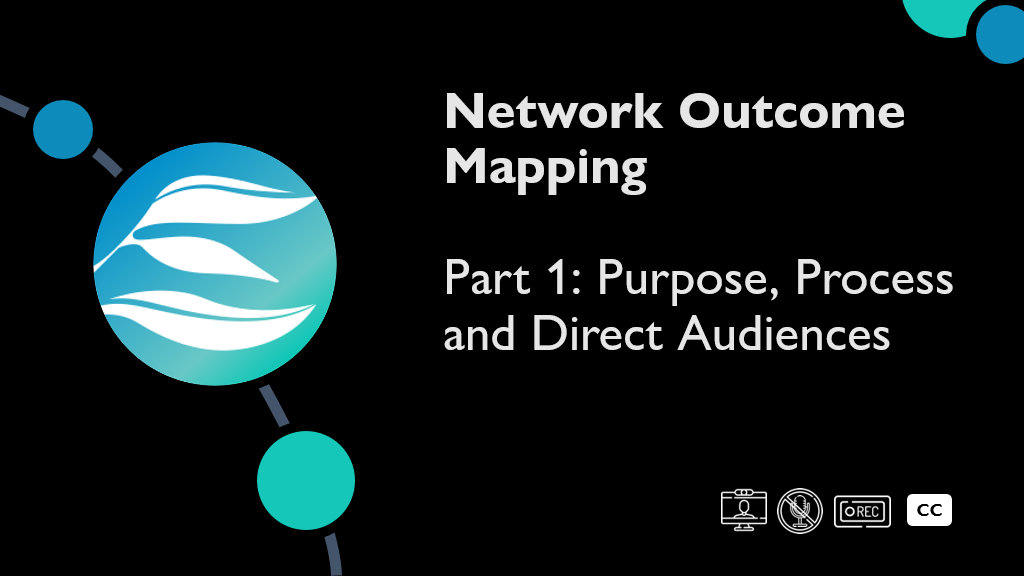 Network Outcome
Mapping
Part 1: Purpose, Process
and Direct Audiences
REC
CC